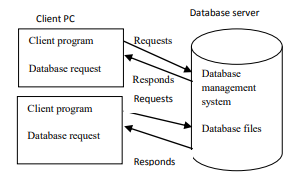 Client PC
Database server
Client program
Database request
Requests
Responds
Client program
Database request
Requests
Responds
Database
management
system
Database files